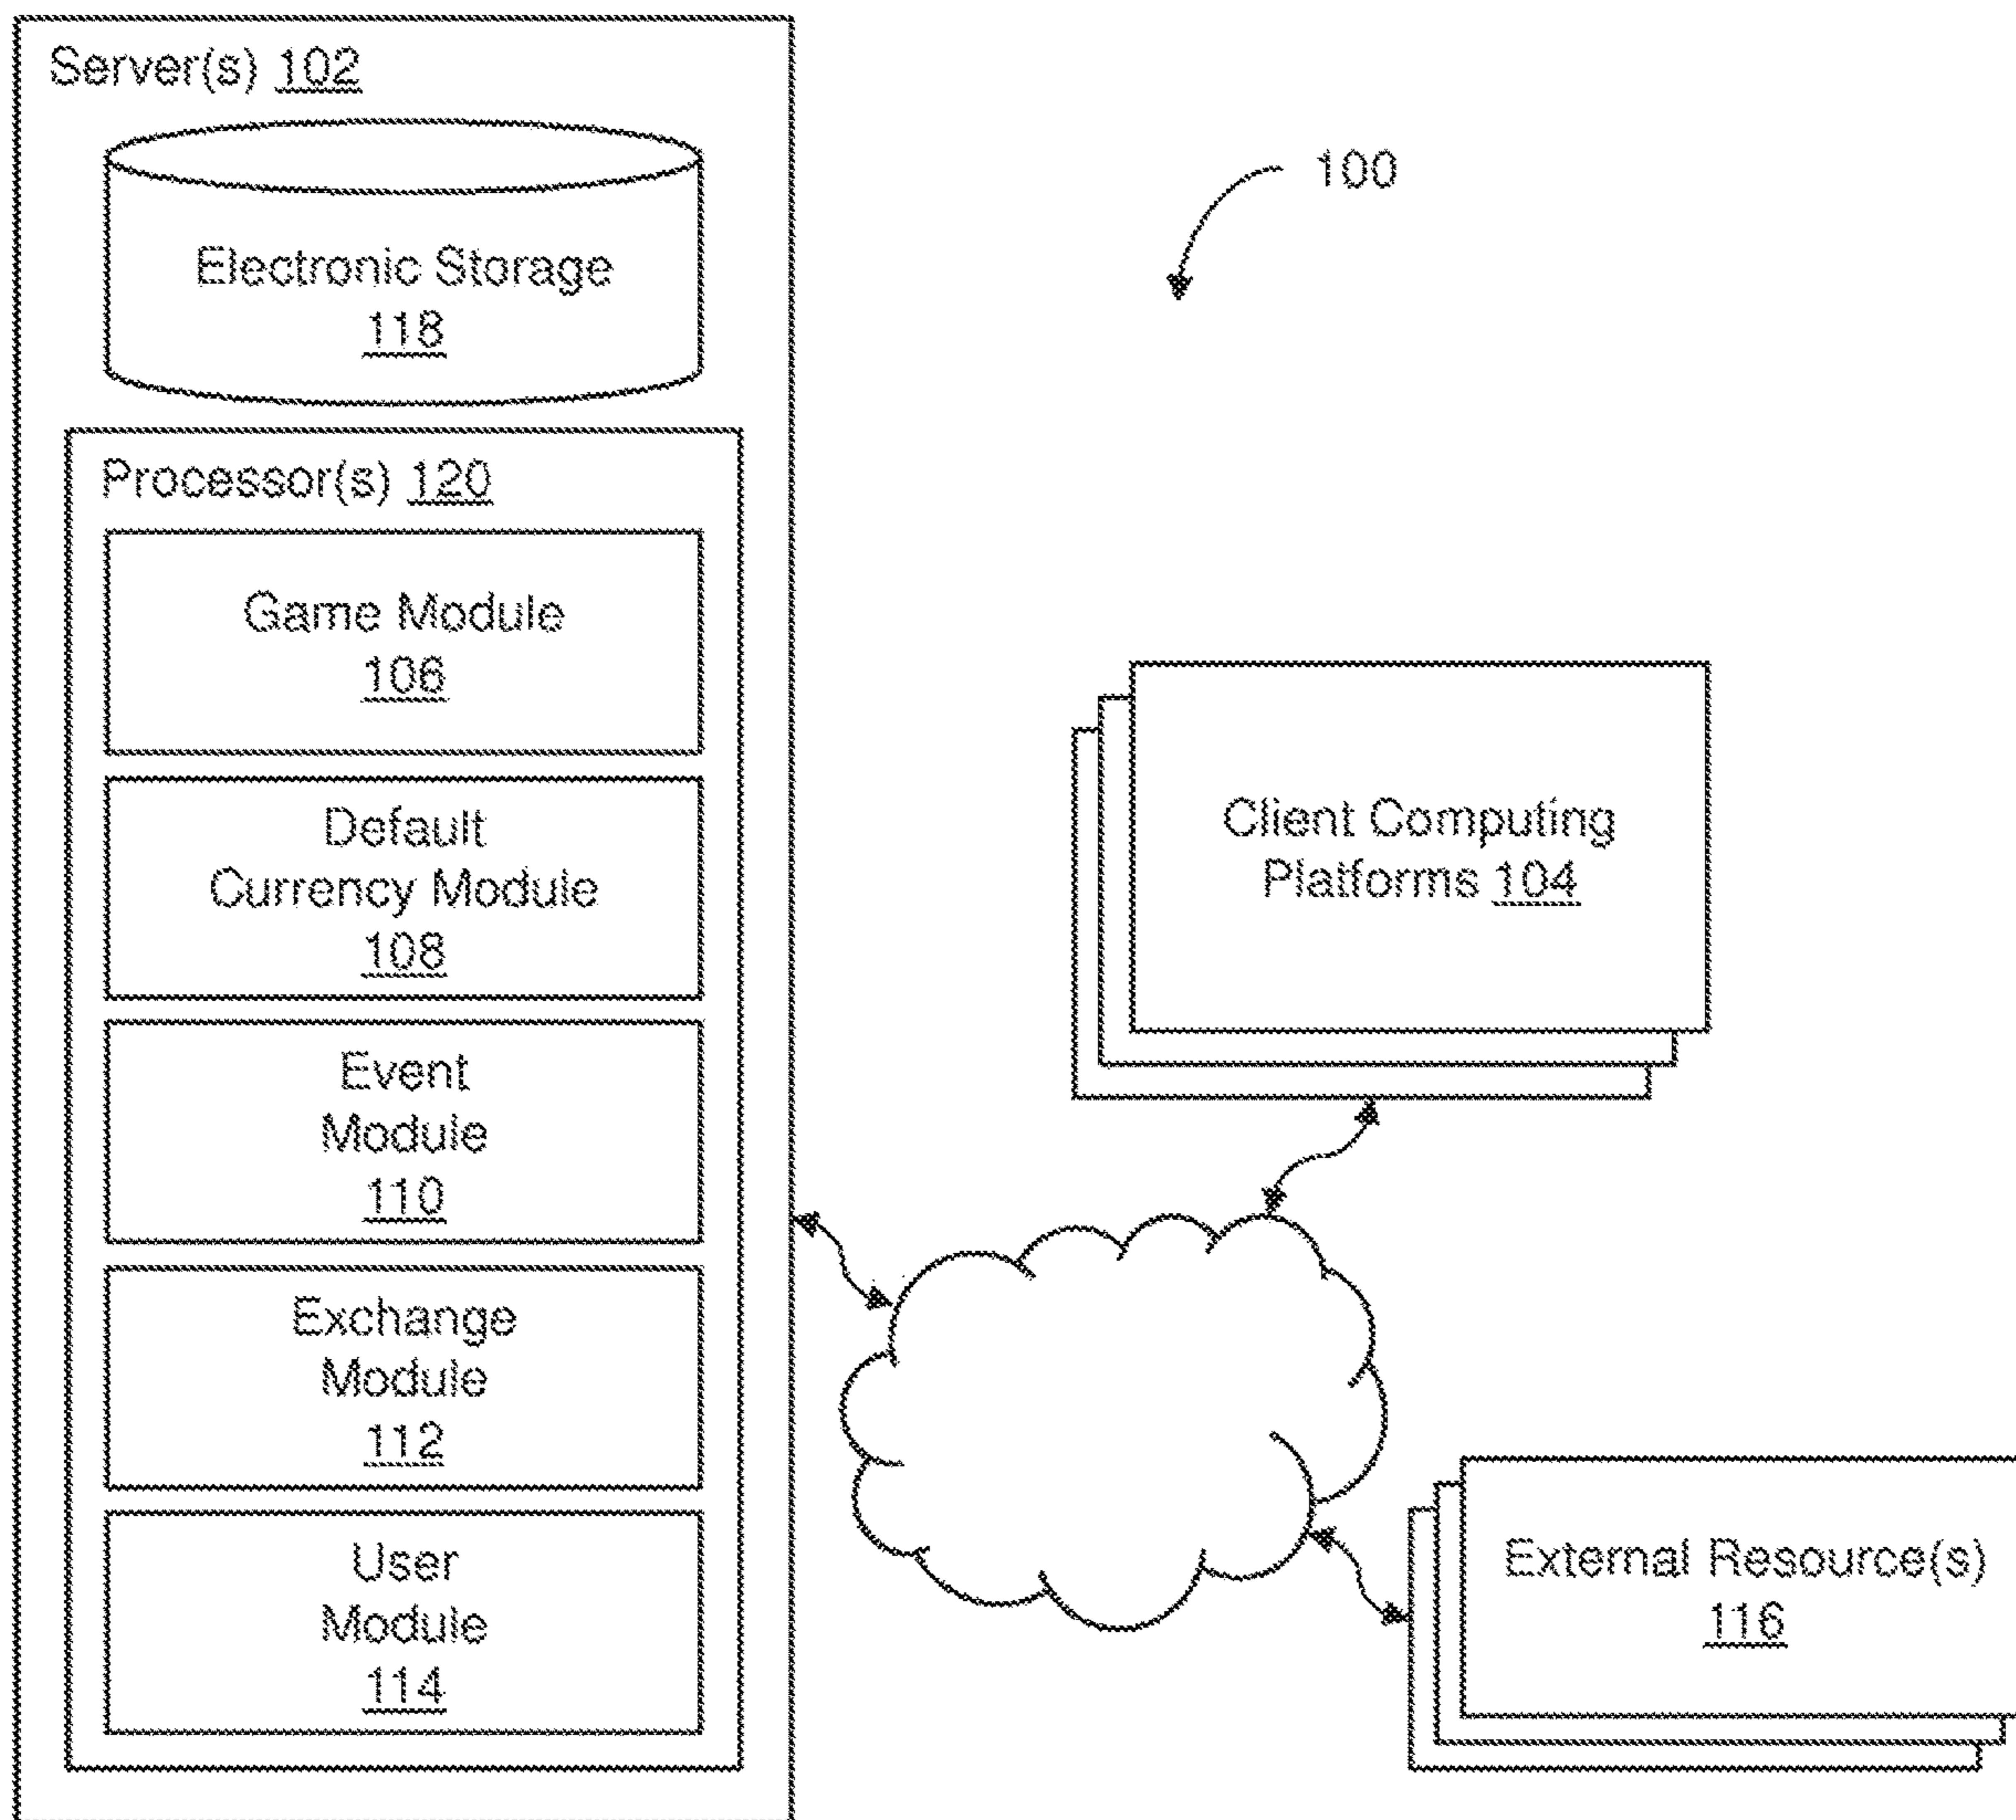 Server(s) 102
Electronic Storage
118
Processor(s) 120
Game Module
106
Default
Currency Module
108
Event
Module
110
Exchange
Module
112
User
Module
114
100
Client Computing
Platforms 104
External Resource(s)
116